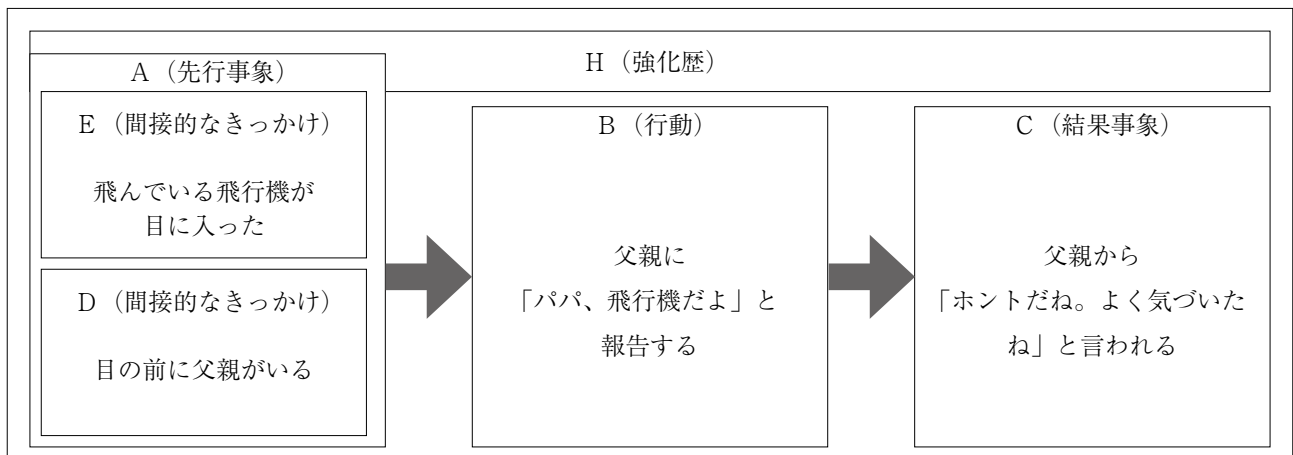 H（強化歴）
A（先行事象）
E（間接的なきっかけ）
飛んでいる飛行機が
目に入った
D（間接的なきっかけ）
目の前に父親がいる
B（行動）
父親に
「パパ、飛行機だよ」と
報告する
C（結果事象）
父親から
「ホントだね。よく気づいた
ね」と言われる